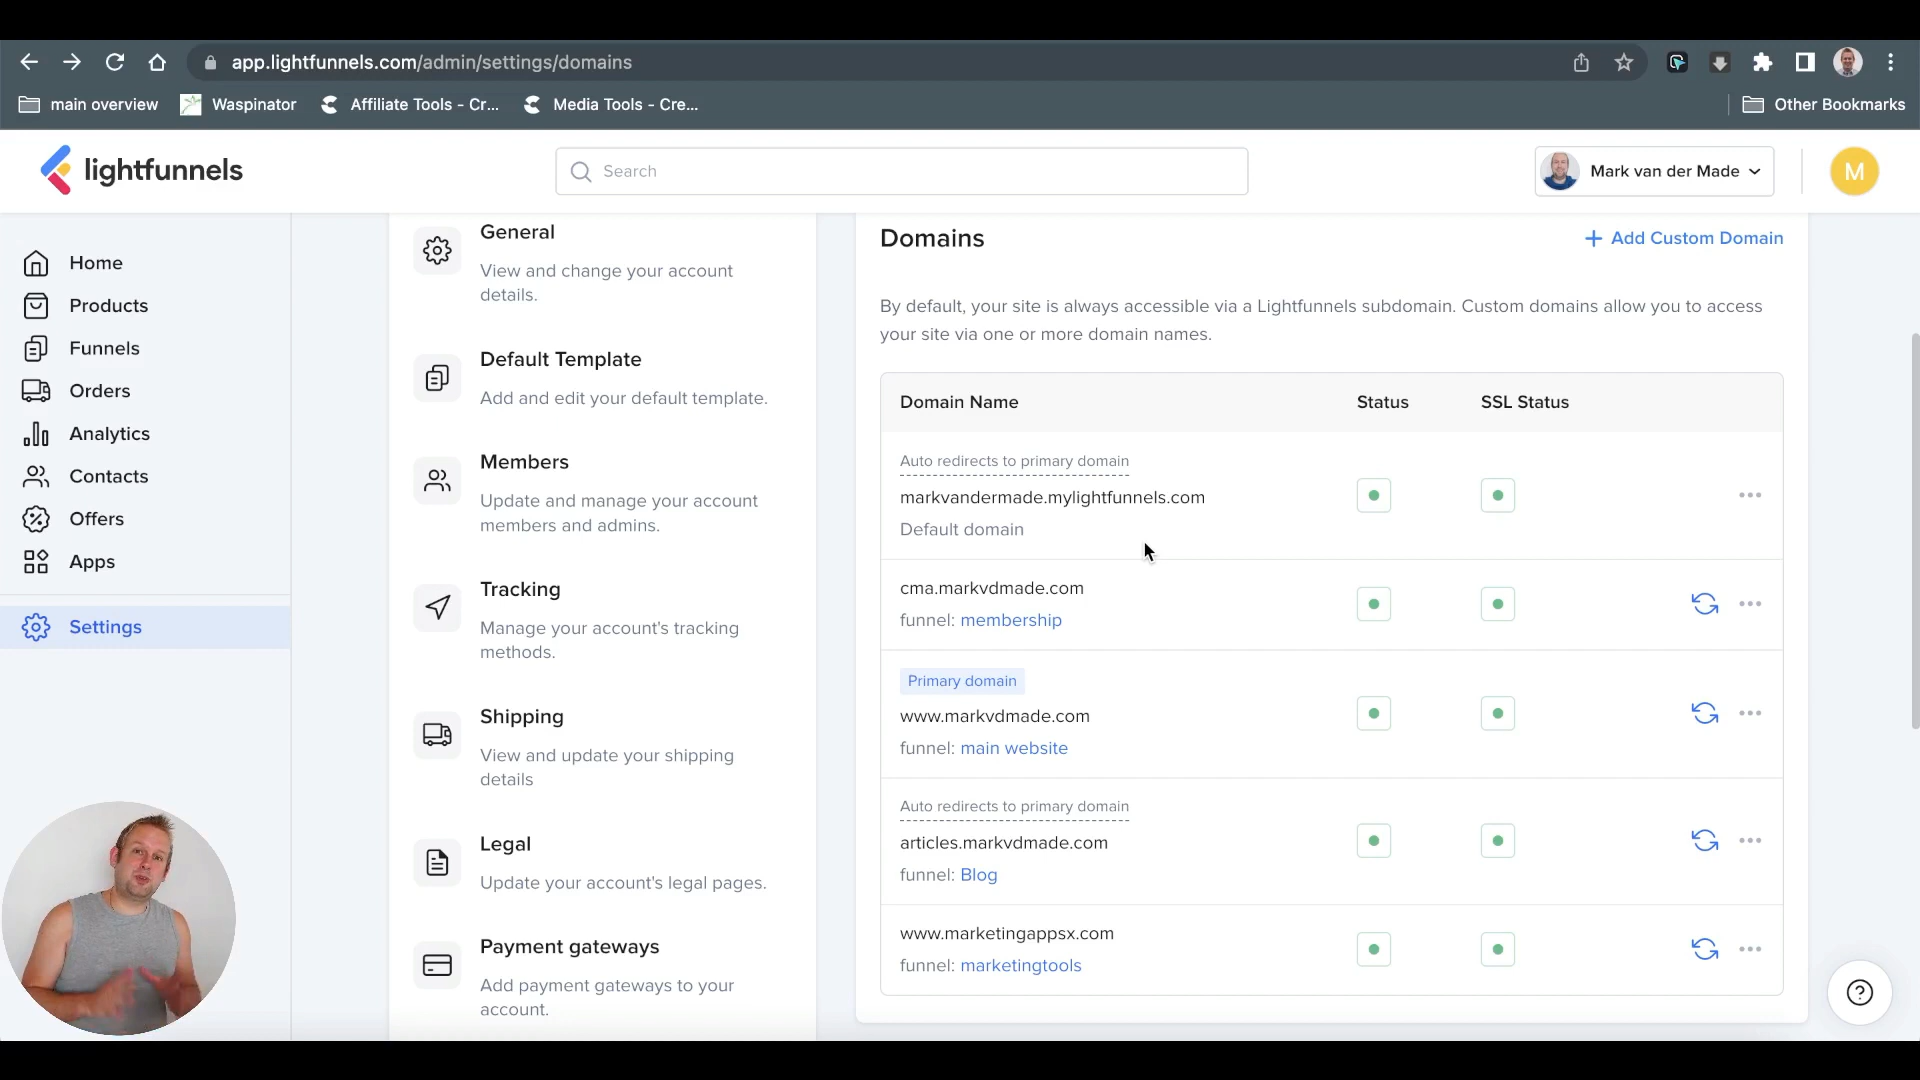 app.lightfunnels.com/admin/settings/domains
main overview
Waspinator
Affiliate Tools - Cr...
Media Tools - Cre...
Other Bookmarks
lightfunnels
Search
Mark van der Made
M
Home
Products
Funnels
Orders
Analytics
Contacts
Offers
Apps
Settings
General
View and change your account
details.
Default Template
Add and edit your default template.
Members
Update and manage your account
members and admins.
Tracking
Manage your account's tracking
methods.
Shipping
View and update your shipping
details
Legal
Update your account's legal pages.
Payment gateways
Add payment gateways to your
account.
Domains
+ Add Custom Domain
By default, your site is always accessible via a Lightfunnels subdomain. Custom domains allow you to access
your site via one or more domain names.
Domain Name Status SSL Status
Auto redirects to primary domain
markvandermade.mylightfunnels.com
Default domain
cma.markvdmade.com
funnel: membership
Primary domain
www.markvdmade.com
funnel: main website
Auto redirects to primary domain
articles.markvdmade.com
funnel: Blog
www.marketingappsx.com
funnel: marketingtools